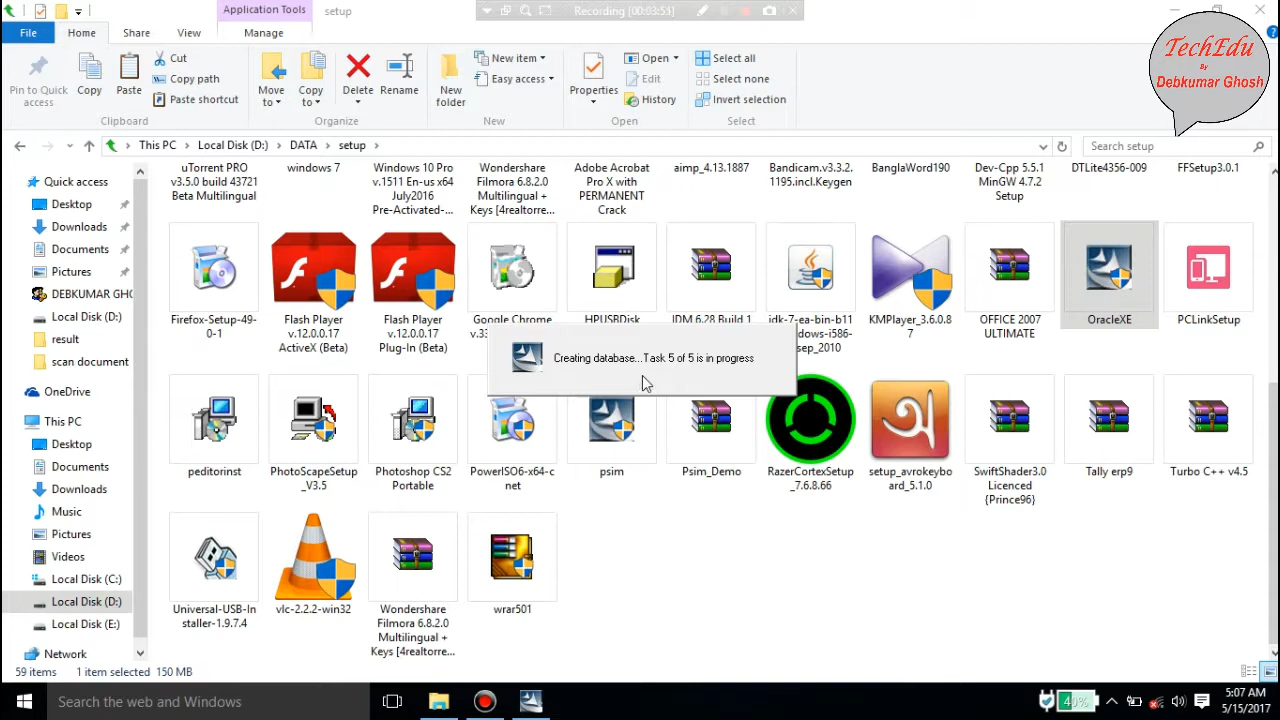 Application Tools
setup
Recording [00:03:53]
File
Home
Share
View
Manage
TechEdu
By
Debkumar Ghosh
Pin to Quick
access
Copy
Paste
Cut
Copy path
Paste shortcut
Clipboard
Move
to
Copy
to
Delete
Rename
Organize
New
folder
New item
Easy access
New
Properties
Open
Edit
History
Open
Select all
Select none
Invert selection
Select
This PC
Local Disk (D:)
DATA
setup
Search setup
Quick access
Desktop
Downloads
Documents
Pictures
DEBKUMAR GHO
Local Disk (D:)
result
scan document
OneDrive
This PC
Desktop
Documents
Downloads
Music
Pictures
Videos
Local Disk (C:)
Local Disk (D:)
Local Disk (E:)
Network
uTorrent PRO
v3.5.0 build 43721
Beta Multilingual
windows 7
Windows 10 Pro
v.1511 En-us x64
July2016
Pre-Activated-...
Wondershare
Filmora 6.8.2.0
Multilingual +
Keys [4realtorre...
Adobe Acrobat
Pro X with
PERMANENT
Crack
aimp_4.13.1887
Bandicam.v3.3.2.
1195.incl.Keygen
BanglaWord190
Dev-Cpp 5.5.1
MinGW 4.7.2
Setup
DTLite4356-009
FFSetup3.0.1
Firefox-Setup-49-
0-1
Flash Player
v.12.0.0.17
ActiveX (Beta)
Flash Player
v.12.0.0.17
Plug-In (Beta)
Google Chrome
v.33
HPUSBDisk
IDM 6.28 Build 1
jdk-7-ea-bin-b11
ndows-i586-
sep_2010
KMPlayer_3.6.0.8
7
OFFICE 2007
ULTIMATE
OracleXE
PCLinkSetup
Creating database...Task 5 of 5 is in progress
peditorinst
PhotoScapeSetup
_V3.5
Photoshop CS2
Portable
PowerISO6-x64-c
net
psim
Psim_Demo
RazerCortexSetup
_7.6.8.66
setup_avrokeybo
ard_5.1.0
SwiftShader3.0
Licenced
{Prince96}
Tally erp9
Turbo C++ v4.5
Universal-USB-In
staller-1.9.7.4
vlc-2.2.2-win32
Wondershare
Filmora 6.8.2.0
Multilingual +
Keys [4realtorre...
wrar501
59 items
1 item selected 150 MB
Search the web and Windows
40%
5:07 AM
5/15/2017